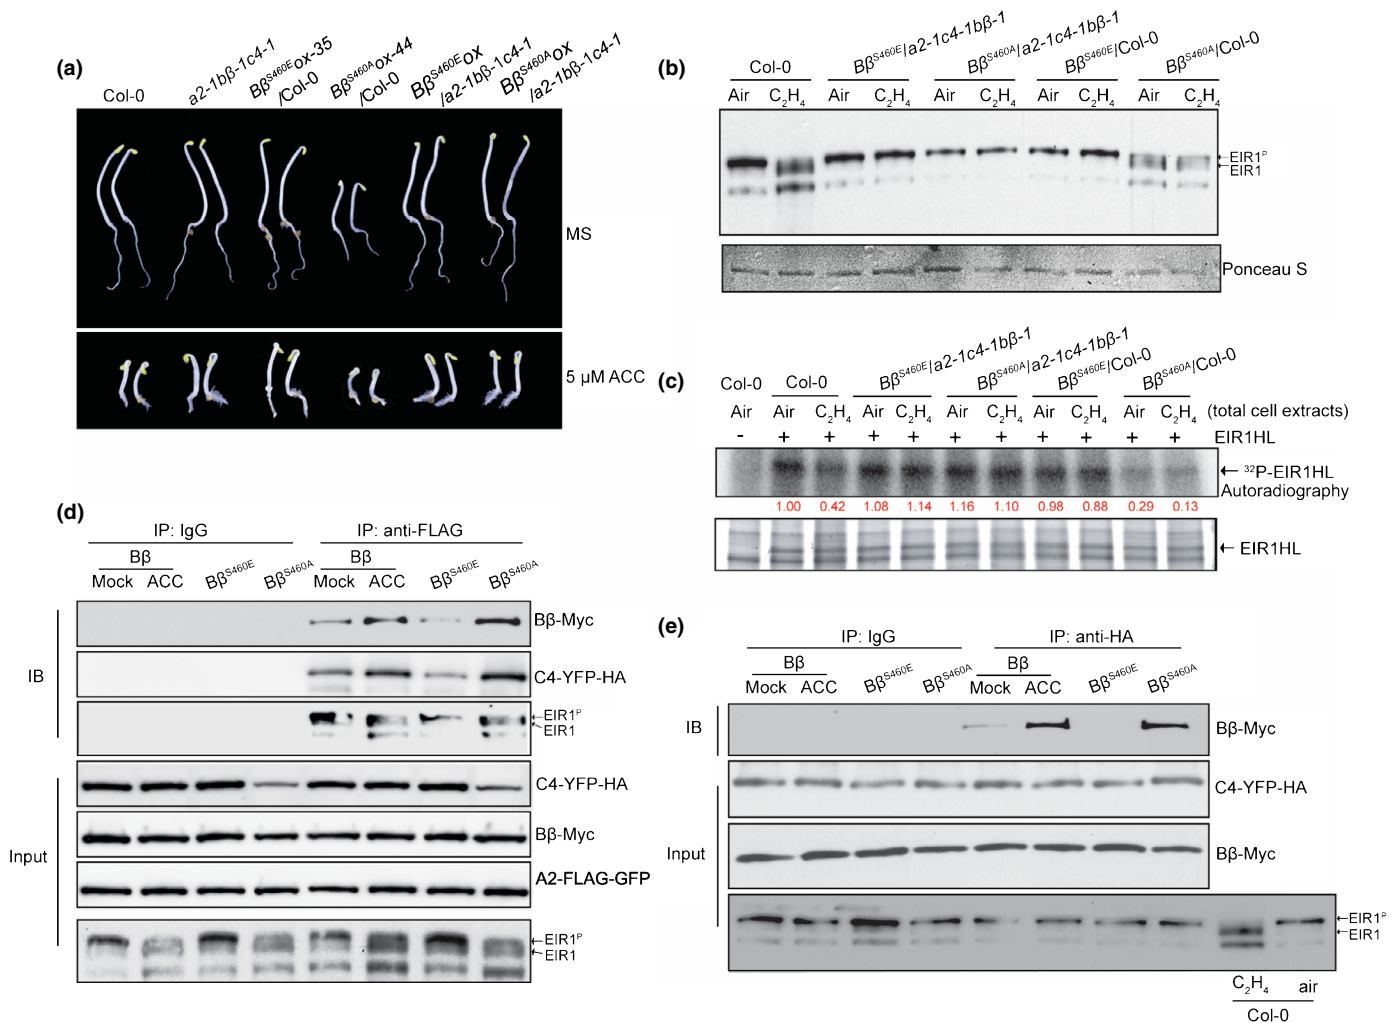 (a)
Col-0
a2-1bβ-1c4-1
Bβ^S460E ox-35
/Col-0
Bβ^S460A ox-44
/Col-0
Bβ^S460E ox
/a2-1bβ-1c4-1
Bβ^S460A ox
/a2-1bβ-1c4-1
MS
5 μM ACC
(b)
Col-0
Bβ^S460E/a2-1c4-1bβ-1
Bβ^S460A/a2-1c4-1bβ-1
Bβ^S460E/Col-0
Bβ^S460A/Col-0
Air C₂H₄ Air C₂H₄ Air C₂H₄ Air C₂H₄ Air C₂H₄
←EIR1ᴾ
←EIR1
Ponceau S
(c)
Col-0
Col-0
Bβ^S460E/a2-1c4-1bβ-1
Bβ^S460A/a2-1c4-1bβ-1
Bβ^S460E/Col-0
Bβ^S460A/Col-0
Air Air C₂H₄ Air C₂H₄ Air C₂H₄ Air C₂H₄ Air C₂H₄ (total cell extracts)
- + + + + + + + + + + EIR1HL
← ³²P-EIR1HL
Autoradiography
1.00 0.42 1.08 1.14 1.16 1.10 0.98 0.88 0.29 0.13
← EIR1HL
(d)
IP: IgG IP: anti-FLAG
Bβ Bβ
Mock ACC Bβ^S460E Bβ^S460A Mock ACC Bβ^S460E Bβ^S460A
IB
Bβ-Myc
C4-YFP-HA
←EIR1ᴾ
←EIR1
Input
C4-YFP-HA
Bβ-Myc
A2-FLAG-GFP
←EIR1ᴾ
←EIR1
(e)
IP: IgG IP: anti-HA
Bβ Bβ
Mock ACC Bβ^S460E Bβ^S460A Mock ACC Bβ^S460E Bβ^S460A
IB
Bβ-Myc
Input
C4-YFP-HA
Bβ-Myc
←EIR1ᴾ
←EIR1
C₂H₄ air
Col-0